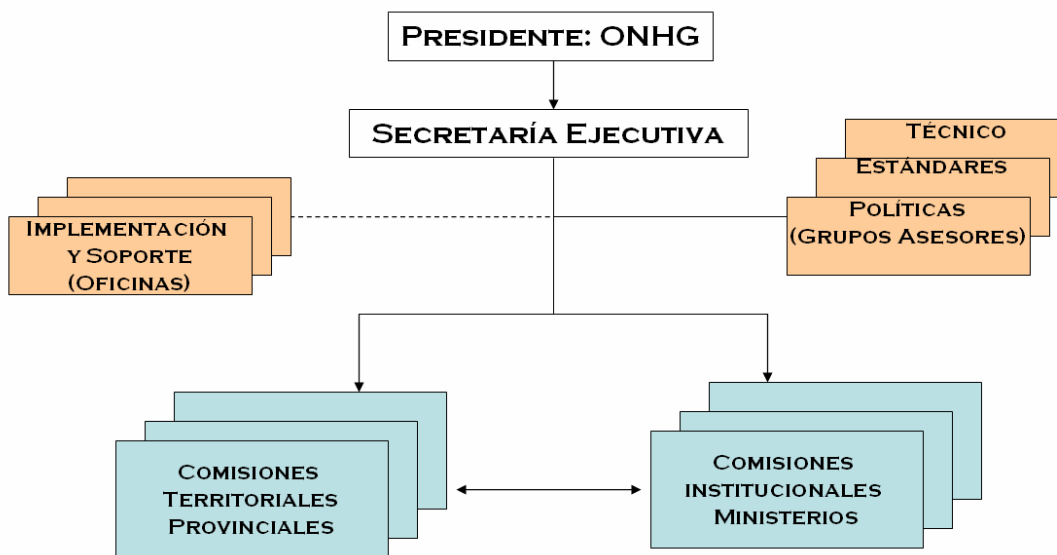 PRESIDENTE: ONHG
SECRETARÍA EJECUTIVA
TÉCNICO
ESTÁNDARES
POLÍTICAS
(GRUPOS ASESORES)
IMPLEMENTACIÓN
Y SOPORTE
(OFICINAS)
COMISIONES
TERRITORIALES
PROVINCIALES
COMISIONES
INSTITUCIONALES
MINISTERIOS